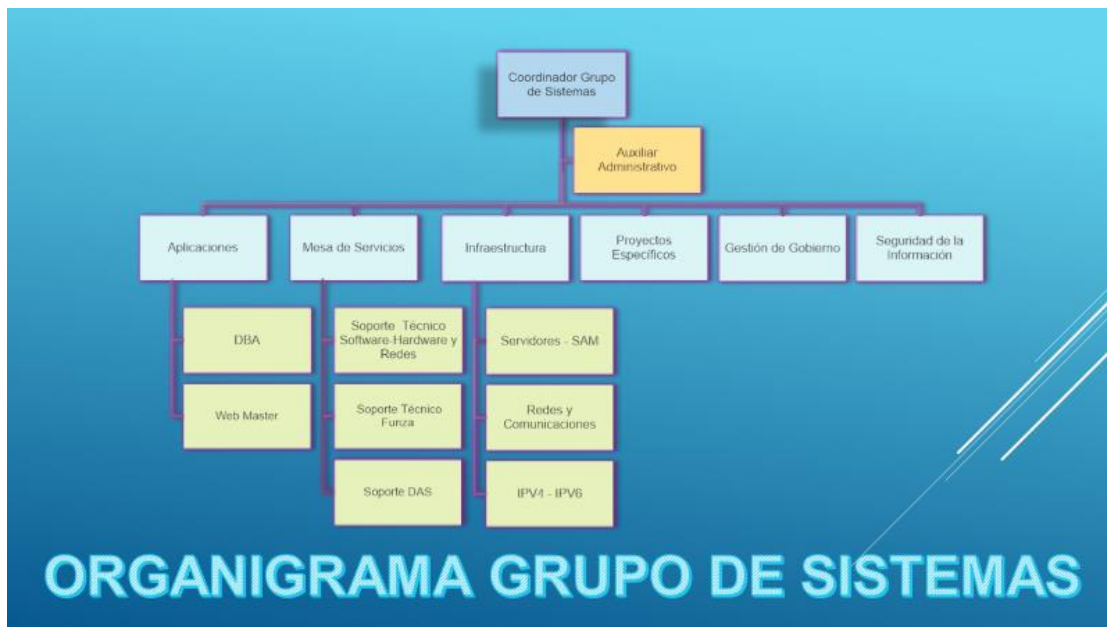 Coordinador Grupo
de Sistemas
Auxiliar
Administrativo
Aplicaciones
Mesa de Servicios
Infraestructura
Proyectos
Específicos
Gestión de Gobierno
Seguridad de la
Información
DBA
Soporte Técnico
Software-Hardware y
Redes
Servidores - SAM
Web Master
Soporte Técnico
Funza
Redes y
Comunicaciones
Soporte DAS
IPV4 - IPV6
ORGANIGRAMA GRUPO DE SISTEMAS